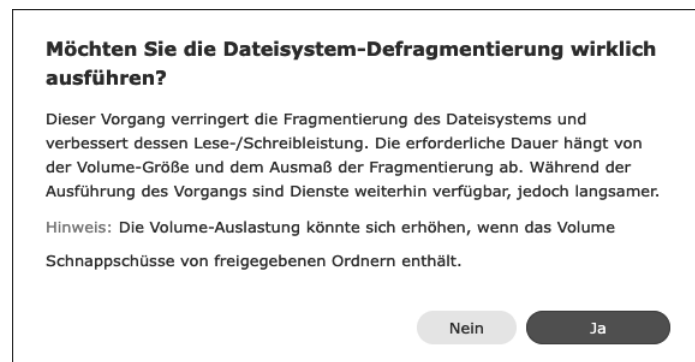 Möchten Sie die Dateisystem-Defragmentierung wirklich
ausführen?
Dieser Vorgang verringert die Fragmentierung des Dateisystems und
verbessert dessen Lese-/Schreibleistung. Die erforderliche Dauer hängt von
der Volume-Größe und dem Ausmaß der Fragmentierung ab. Während der
Ausführung des Vorgangs sind Dienste weiterhin verfügbar, jedoch langsamer.
Hinweis: Die Volume-Auslastung könnte sich erhöhen, wenn das Volume
Schnappschüsse von freigegebenen Ordnern enthält.
Nein Ja